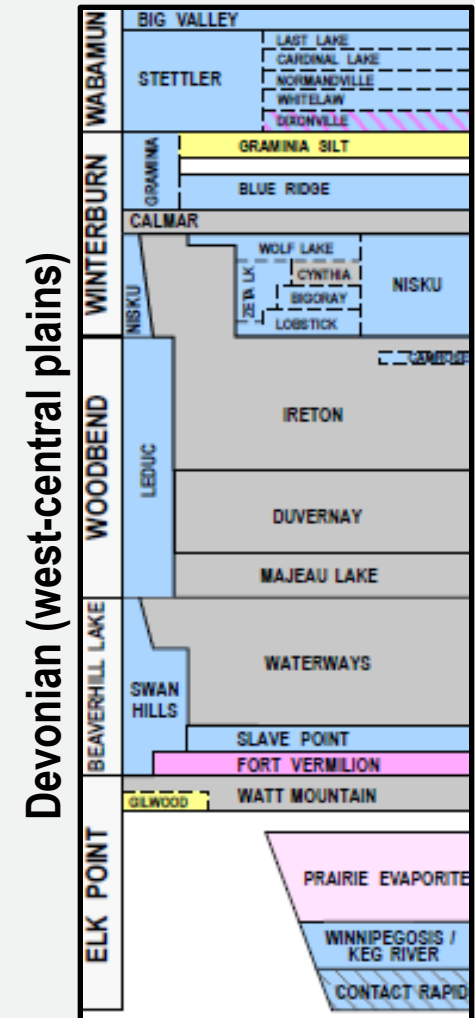 Devonian (west-central plains)
WABAMUN
BIG VALLEY
STETTLER
LAST LAKE
CARDINAL LAKE
NORMANDVILLE
WHITELAW
DIXONVILLE
WINTERBURN
GRAMINIA
GRAMINIA SILT
BLUE RIDGE
CALMAR
NISKU
ZETA LK
WOLF LAKE
CYNTHIA
BIGORAY
LOBSTICK
NISKU
WOODBEND
LEDUC
IRETON
DUVERNAY
MAJEAU LAKE
BEAVERHILL LAKE
SWAN
HILLS
WATERWAYS
SLAVE POINT
FORT VERMILION
ELK POINT
GILWOOD
WATT MOUNTAIN
PRAIRIE EVAPORITE
WINNIPEGOSIS /
KEG RIVER
CONTACT RAPID